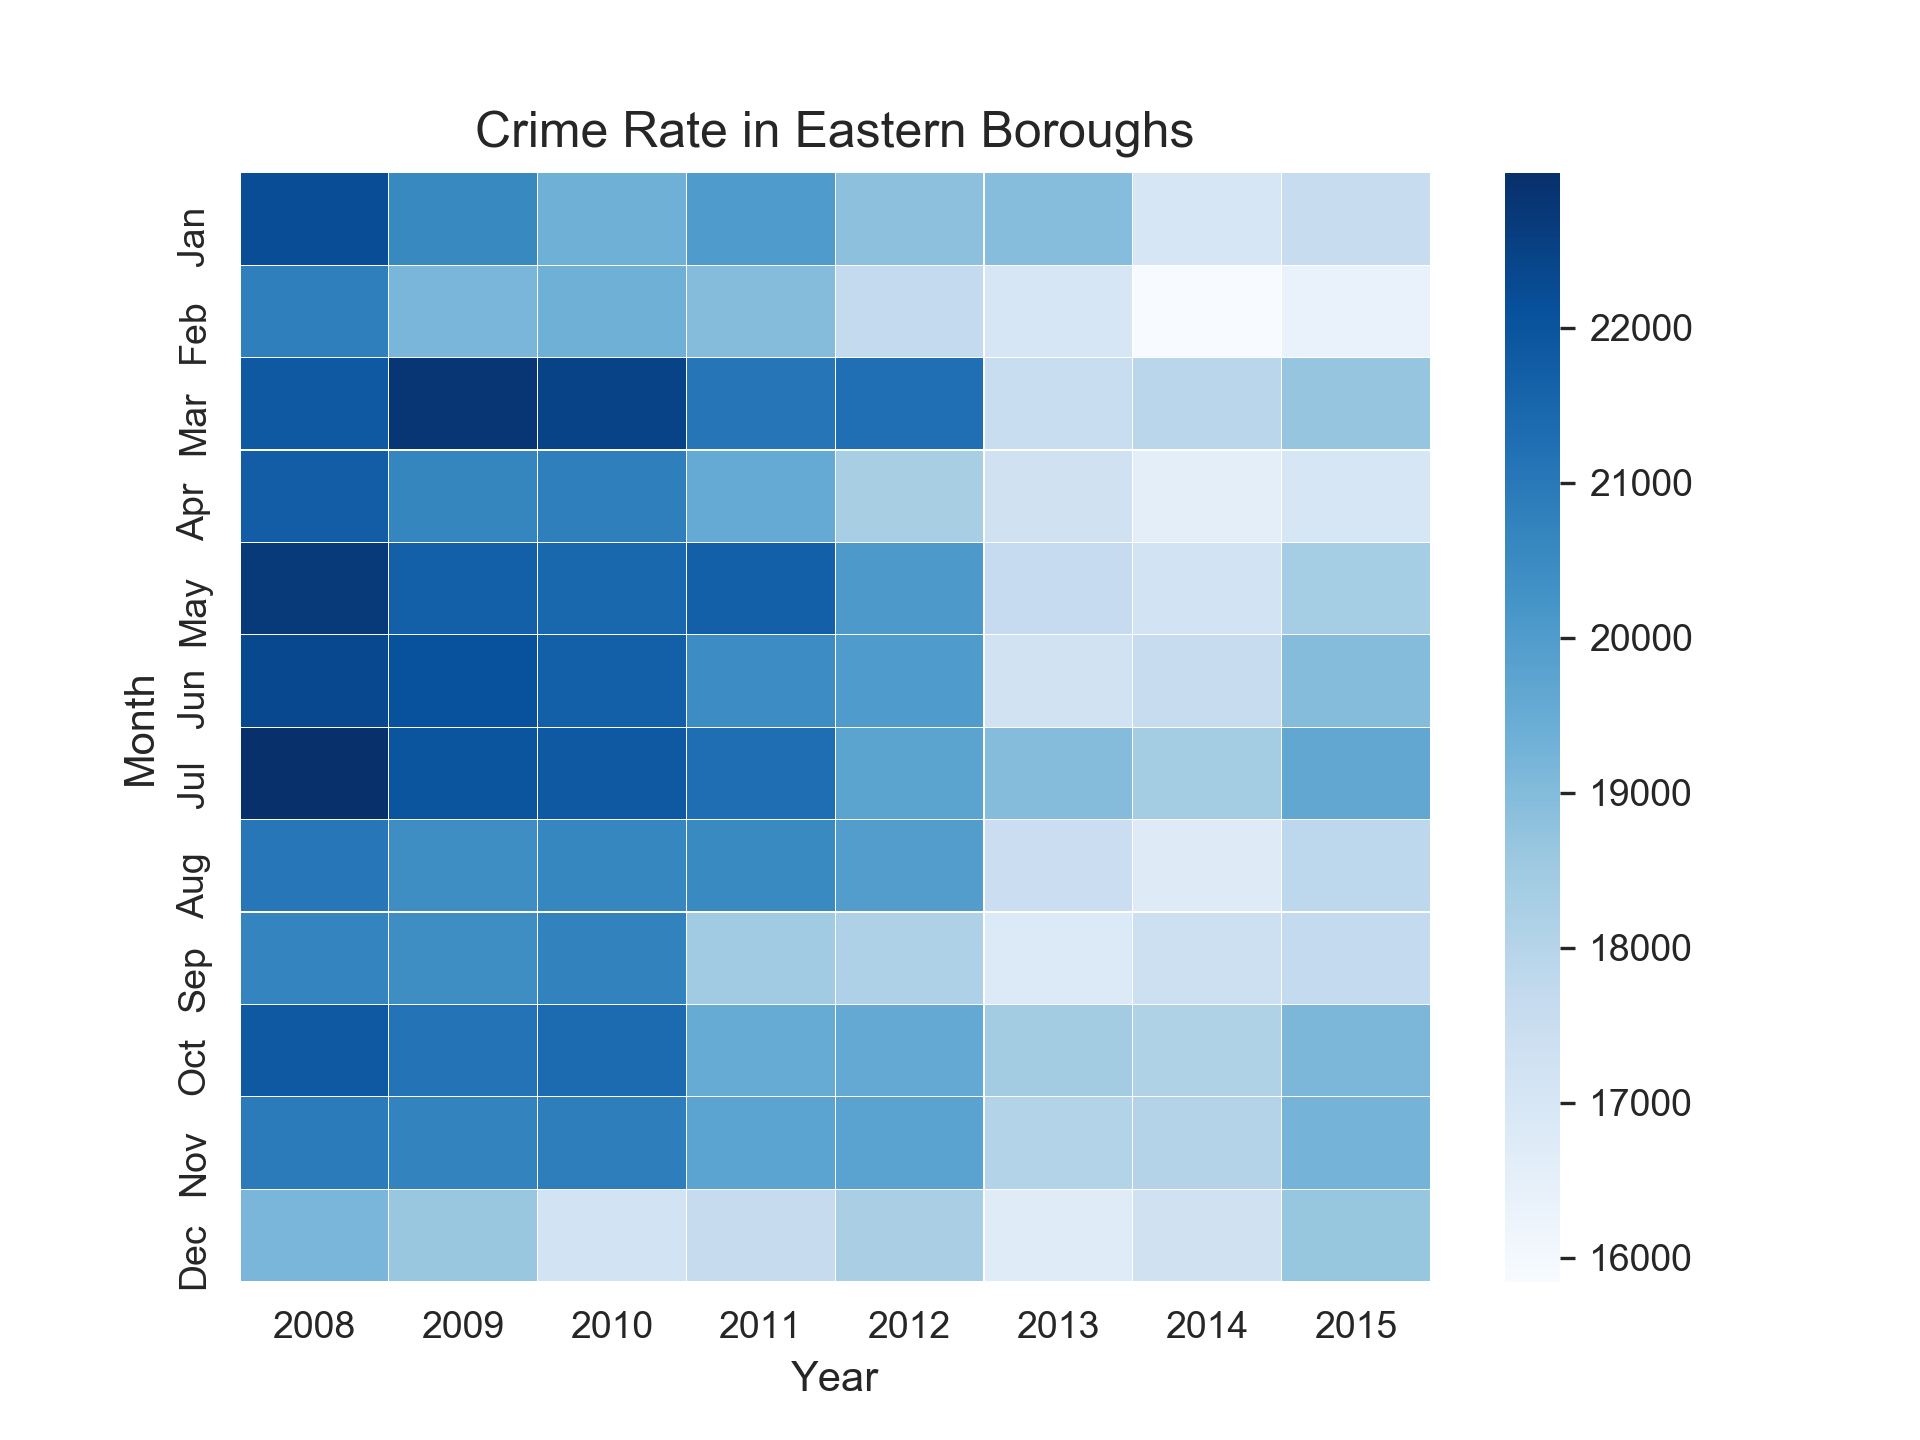 Crime Rate in Eastern Boroughs
Jan
Feb
Mar
Apr
May
Jun
Jul
Aug
Sep
Oct
Nov
Dec
Month
2008 2009 2010 2011 2012 2013 2014 2015
Year
22000
21000
20000
19000
18000
17000
16000